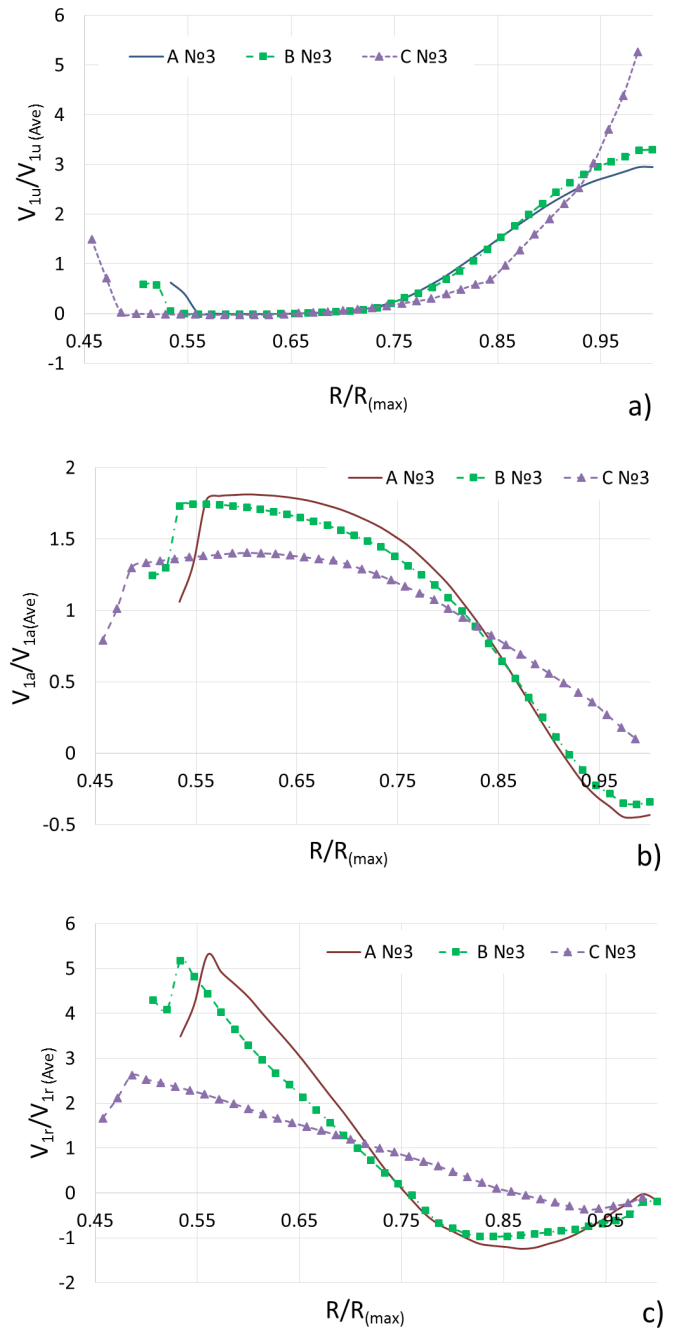 6
5
4
3
2
1
0
-1
A №3
B №3
C №3
V1u/V1u (Ave)
0.45
0.55
0.65
0.75
0.85
0.95
R/R(max)
a)
2
1.5
1
0.5
0
-0.5
A №3
B №3
C №3
V1a/V1a(Ave)
0.45
0.55
0.65
0.75
0.85
0.95
R/R(max)
b)
6
5
4
3
2
1
0
-1
-2
A №3
B №3
C №3
V1r/V1r (Ave)
0.45
0.55
0.65
0.75
0.85
0.95
R/R(max)
c)